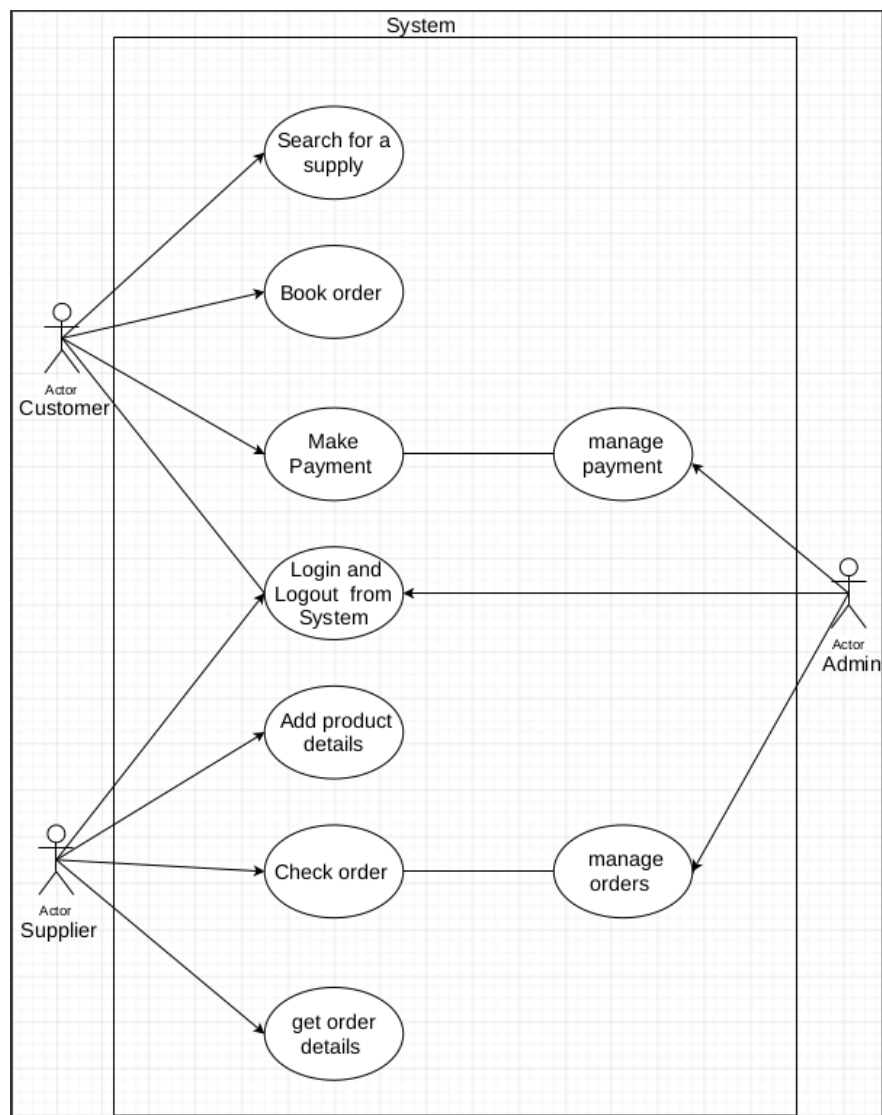 System
Search for a
supply
Book order
Actor
Customer
Make
Payment
manage
payment
Login and
Logout from
System
Actor
Admin
Add product
details
Actor
Supplier
Check order
manage
orders
get order
details